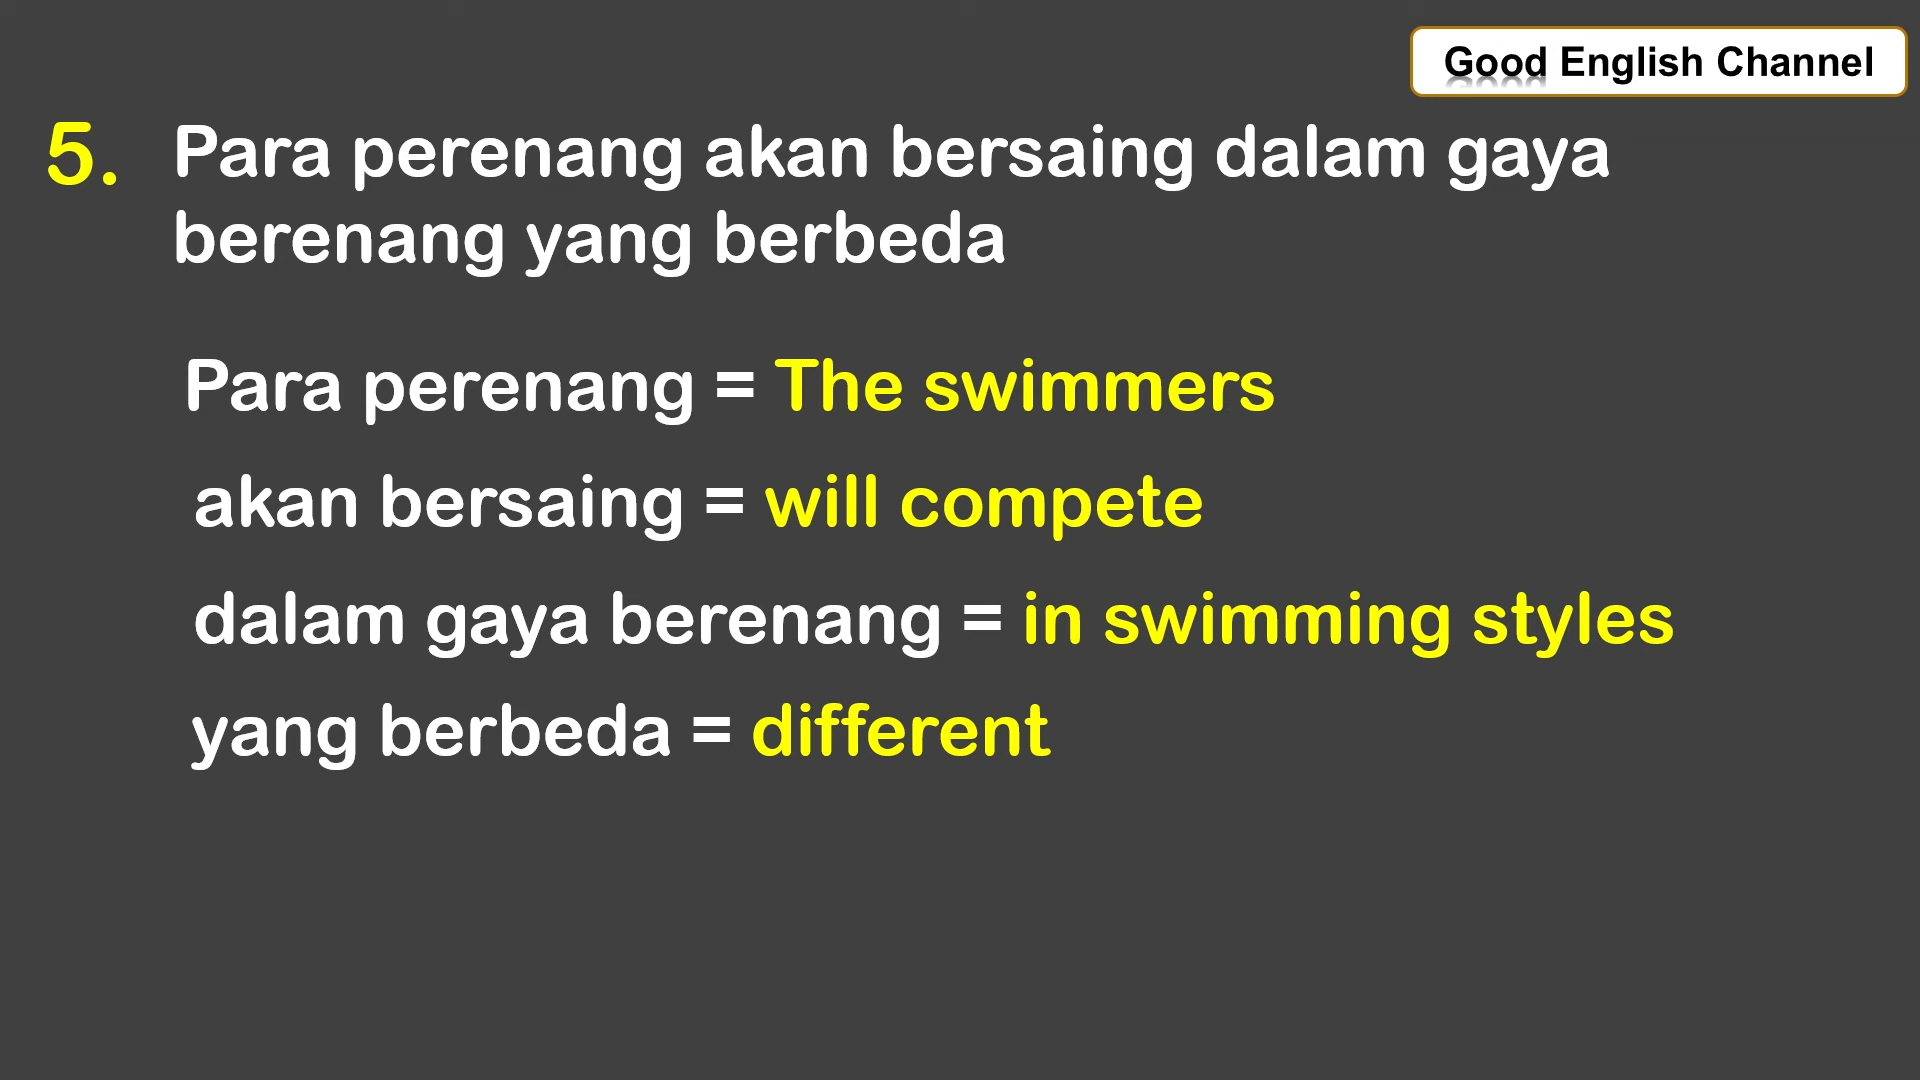 Good English Channel
5. Para perenang akan bersaing dalam gaya
berenang yang berbeda
Para perenang = The swimmers
akan bersaing = will compete
dalam gaya berenang = in swimming styles
yang berbeda = different